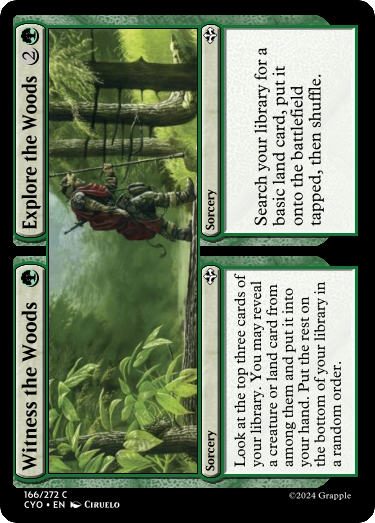 Witness the Woods
Sorcery
Look at the top three cards of
your library. You may reveal
a creature or land card from
among them and put it into
your hand. Put the rest on
the bottom of your library in
a random order.
Explore the Woods 2
Sorcery
Search your library for a
basic land card, put it
onto the battlefield
tapped, then shuffle.
166/272 C
CYO • EN Ciruelo
©2024 Grapple